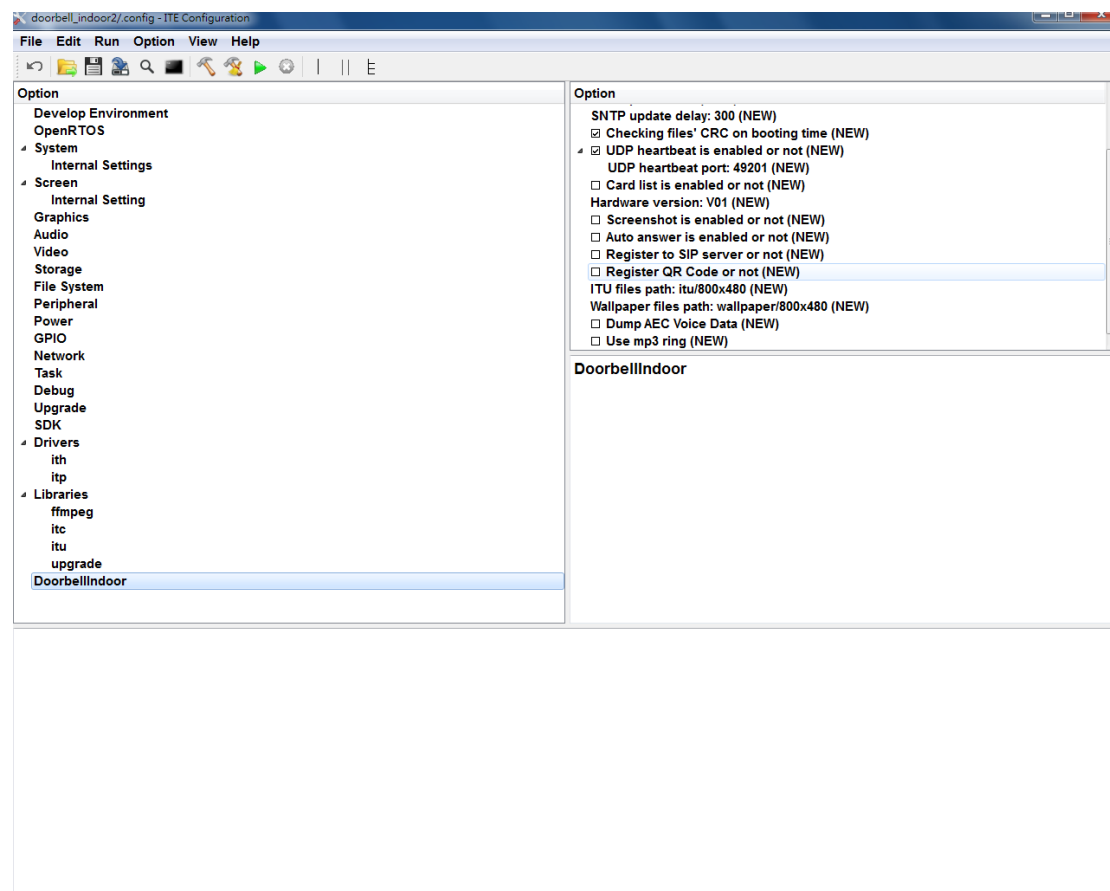 doorbell_indoor2/.config - ITE Configuration
File Edit Run Option View Help
Option
Develop Environment
OpenRTOS
System
Internal Settings
Screen
Internal Setting
Graphics
Audio
Video
Storage
File System
Peripheral
Power
GPIO
Network
Task
Debug
Upgrade
SDK
Drivers
ith
itp
Libraries
ffmpeg
itc
itu
upgrade
DoorbellIndoor
Option
SNTP update delay: 300 (NEW)
Checking files' CRC on booting time (NEW)
UDP heartbeat is enabled or not (NEW)
UDP heartbeat port: 49201 (NEW)
Card list is enabled or not (NEW)
Hardware version: V01 (NEW)
Screenshot is enabled or not (NEW)
Auto answer is enabled or not (NEW)
Register to SIP server or not (NEW)
Register QR Code or not (NEW)
ITU files path: itu/800x480 (NEW)
Wallpaper files path: wallpaper/800x480 (NEW)
Dump AEC Voice Data (NEW)
Use mp3 ring (NEW)
DoorbellIndoor